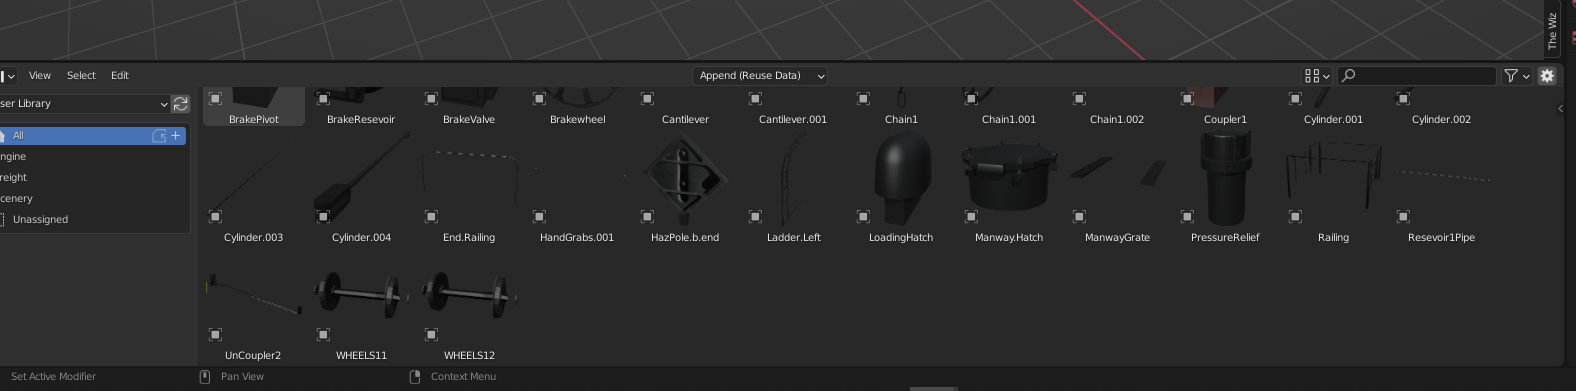 The Wiz
View Select Edit Append (Reuse Data)
ser Library
All
ngine
reight
cenery
Unassigned
BrakePivot BrakeResevoir BrakeValve Brakewheel Cantilever Cantilever.001 Chain1 Chain1.001 Chain1.002 Coupler1 Cylinder.001 Cylinder.002
Cylinder.003 Cylinder.004 End.Railing HandGrabs.001 HazPole.b.end Ladder.Left LoadingHatch Manway.Hatch ManwayGrate PressureRelief Railing Resevoir1Pipe
UnCoupler2 WHEELS11 WHEELS12
Set Active Modifier Pan View Context Menu